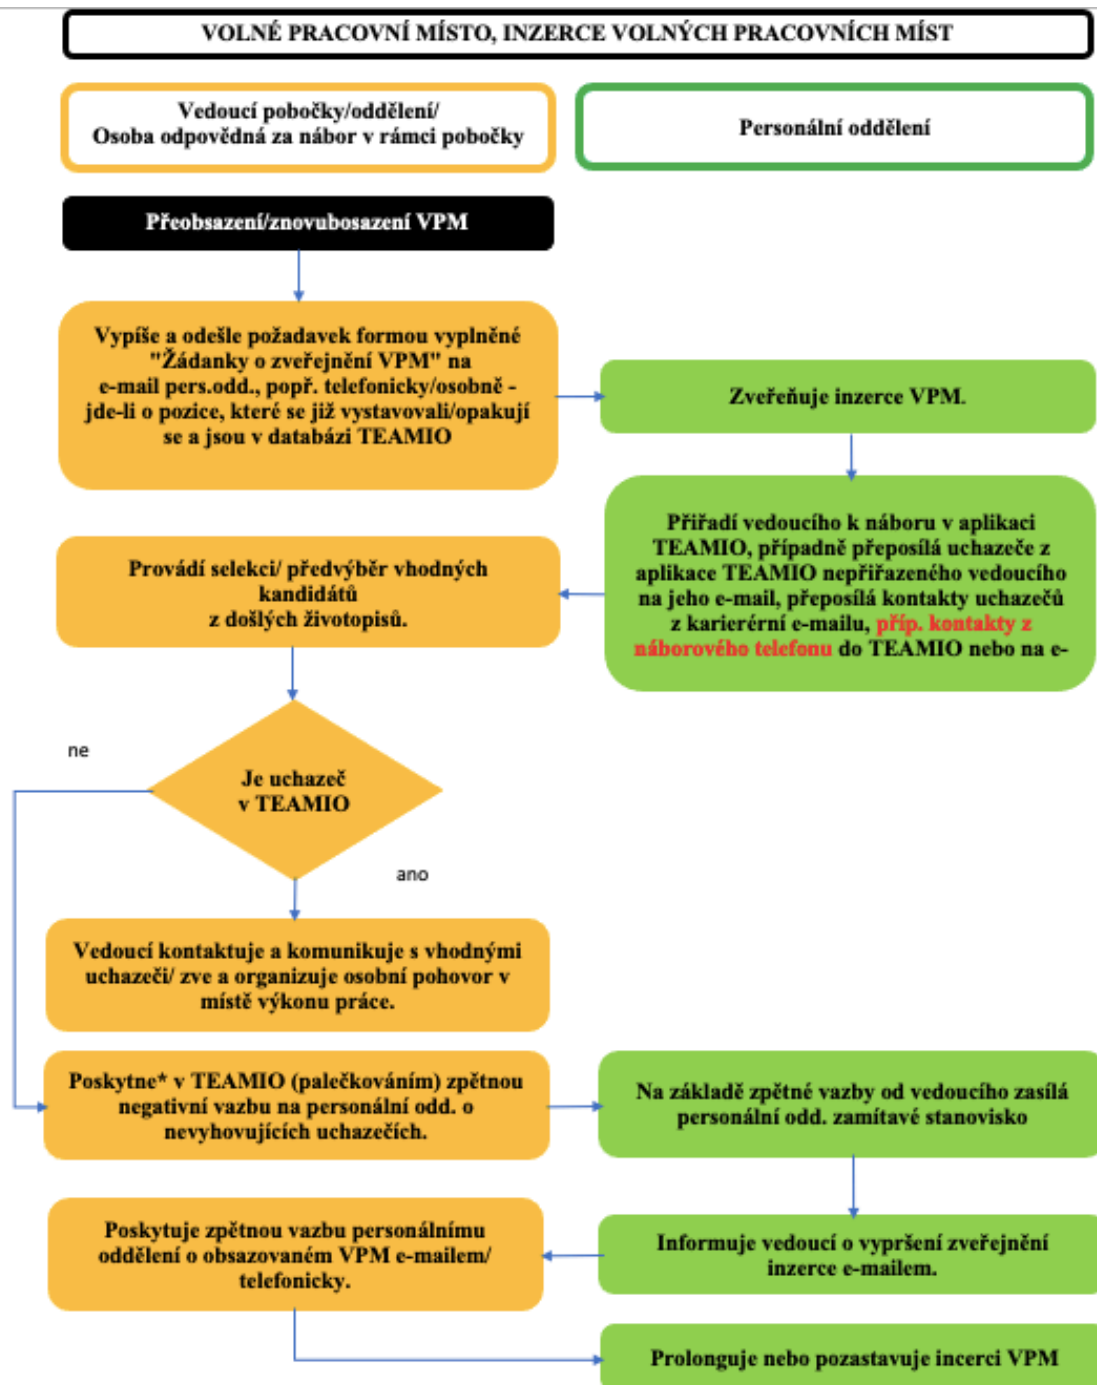 VOLNÉ PRACOVNÍ MÍSTO, INZERCE VOLNÝCH PRACOVNÍCH MÍST
Vedoucí pobočky/oddělení/
Osoba odpovědná za nábor v rámci pobočky
Personální oddělení
Přeobsazení/znovubosazení VPM
Vypíše a odešle požadavek formou vyplněné
"Žádanky o zveřejnění VPM" na
e-mail pers.odd., popř. telefonicky/osobně -
jde-li o pozice, které se již vystavovali/opakují
se a jsou v databázi TEAMIO
Zveřeňuje inzerce VPM.
Přiřadí vedoucího k náboru v aplikaci
TEAMIO, případně přeposílá uchazeče z
aplikace TEAMIO nepřiřazeného vedoucího
na jeho e-mail, přeposílá kontakty uchazečů
z karierérní e-mailu, příp. kontakty z
náborového telefonu do TEAMIO nebo na e-
Provádí selekci/ předvýběr vhodných
kandidátů
z došlých životopisů.
ne
Je uchazeč
v TEAMIO
ano
Vedoucí kontaktuje a komunikuje s vhodnými
uchazeči/ zve a organizuje osobní pohovor v
místě výkonu práce.
Poskytne* v TEAMIO (palečkováním) zpětnou
negativní vazbu na personální odd. o
nevyhovujících uchazečích.
Na základě zpětné vazby od vedoucího zasílá
personální odd. zamítavé stanovisko
Informuje vedoucí o vypršení zveřejnění
inzerce e-mailem.
Poskytuje zpětnou vazbu personálnímu
oddělení o obsazovaném VPM e-mailem/
telefonicky.
Prolonguje nebo pozastavuje incerci VPM